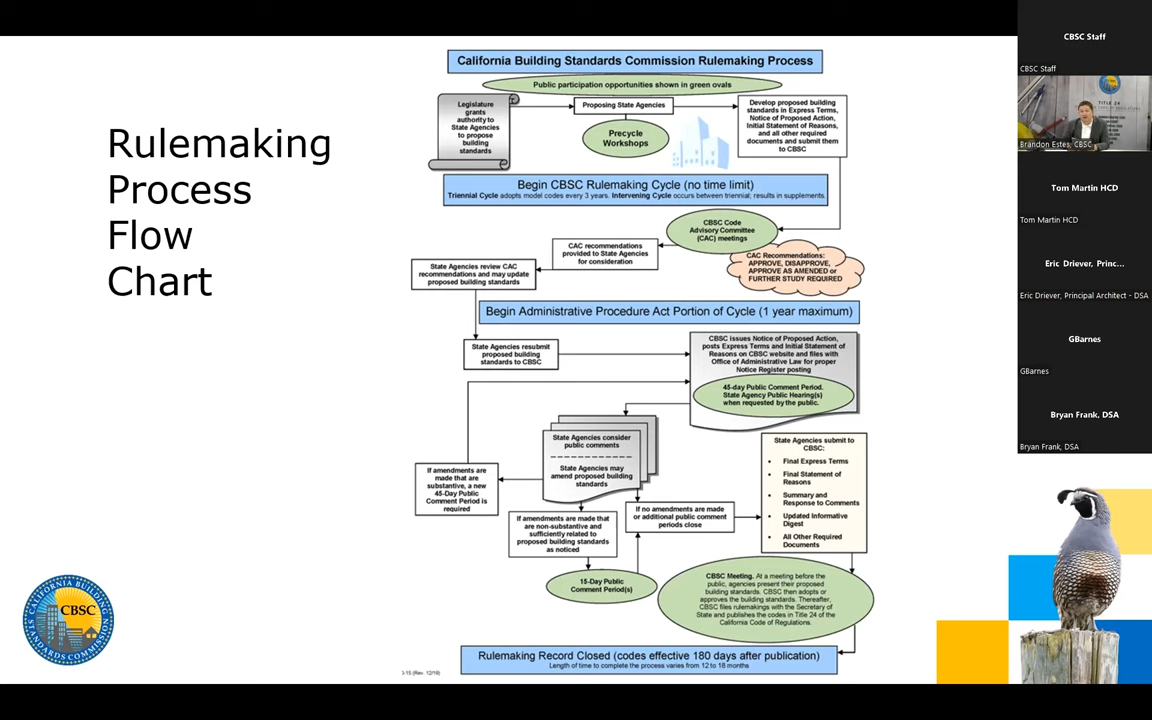 Rulemaking
Process
Flow
Chart
California Building Standards Commission Rulemaking Process
Public participation opportunities shown in green ovals
Legislature
grants
authority to
State Agencies
to propose
building
standards
Proposing State Agencies
Precycle
Workshops
Develop proposed building
standards in Express Terms,
Notice of Proposed Action,
Initial Statement of Reasons,
and all other required
documents and submit them
to CBSC
Begin CBSC Rulemaking Cycle (no time limit)
Triennial Cycle adopts model codes every 3 years. Intervening Cycle occurs between triennial; results in supplements.
CBSC Code
Advisory Committee
(CAC) meetings
CAC Recommendations:
APPROVE, DISAPPROVE,
APPROVE AS AMENDED or
FURTHER STUDY REQUIRED
CAC recommendations
provided to State Agencies
for consideration
State Agencies review CAC
recommendations and may update
proposed building standards
Begin Administrative Procedure Act Portion of Cycle (1 year maximum)
State Agencies resubmit
proposed building
standards to CBSC
CBSC issues Notice of Proposed Action,
posts Express Terms and Initial Statement of
Reasons on CBSC website and files with
Office of Administrative Law for proper
Notice Register posting
45-day Public Comment Period.
State Agency Public Hearing(s)
when requested by the public.
State Agencies consider
public comments
State Agencies may
amend proposed building
standards
If amendments are
made that are
substantive, a new
45-Day Public
Comment Period is
required
If amendments are made that
are non-substantive and
sufficiently related to
proposed building standards
as noticed
15-Day Public
Comment Period(s)
If no amendments are made
or additional public comment
periods close
State Agencies submit to
CBSC:
• Final Express Terms
• Final Statement of
Reasons
• Summary and
Response to Comments
• Updated Informative
Digest
• All Other Required
Documents
CBSC Meeting. At a meeting before the
public, agencies present their proposed
building standards. CBSC then adopts or
approves the building standards. Thereafter,
CBSC files rulemakings with the Secretary of
State and publishes the codes in Title 24 of the
California Code of Regulations.
Rulemaking Record Closed (codes effective 180 days after publication)
Length of time to complete the process varies from 12 to 18 months
(Rev. 12/16)
CALIFORNIA BUILDING
STANDARDS COMMISSION
CBSC
CBSC Staff
CBSC Staff
TITLE 24
Brandon Estes, CBSC
Tom Martin HCD
Tom Martin HCD
Eric Driever, Princ...
Eric Driever, Principal Architect - DSA
GBarnes
GBarnes
Bryan Frank, DSA
Bryan Frank, DSA